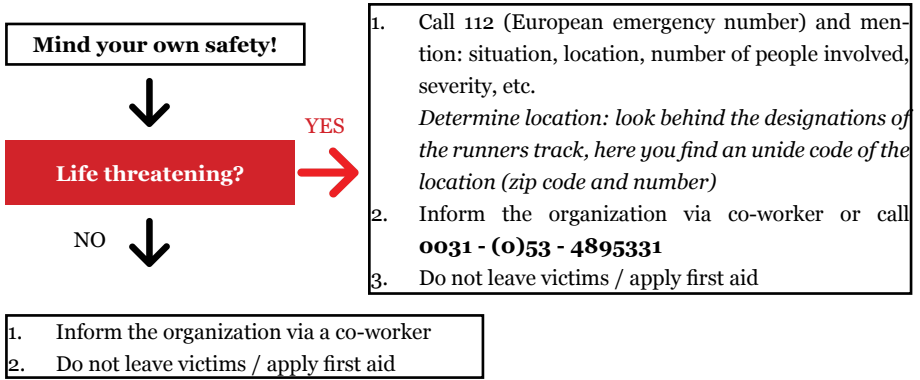 Mind your own safety!
Life threatening?
YES
NO
1. Call 112 (European emergency number) and men-
tion: situation, location, number of people involved,
severity, etc.
Determine location: look behind the designations of
the runners track, here you find an unide code of the
location (zip code and number)
2. Inform the organization via co-worker or call
0031 - (0)53 - 4895331
3. Do not leave victims / apply first aid
1. Inform the organization via a co-worker
2. Do not leave victims / apply first aid